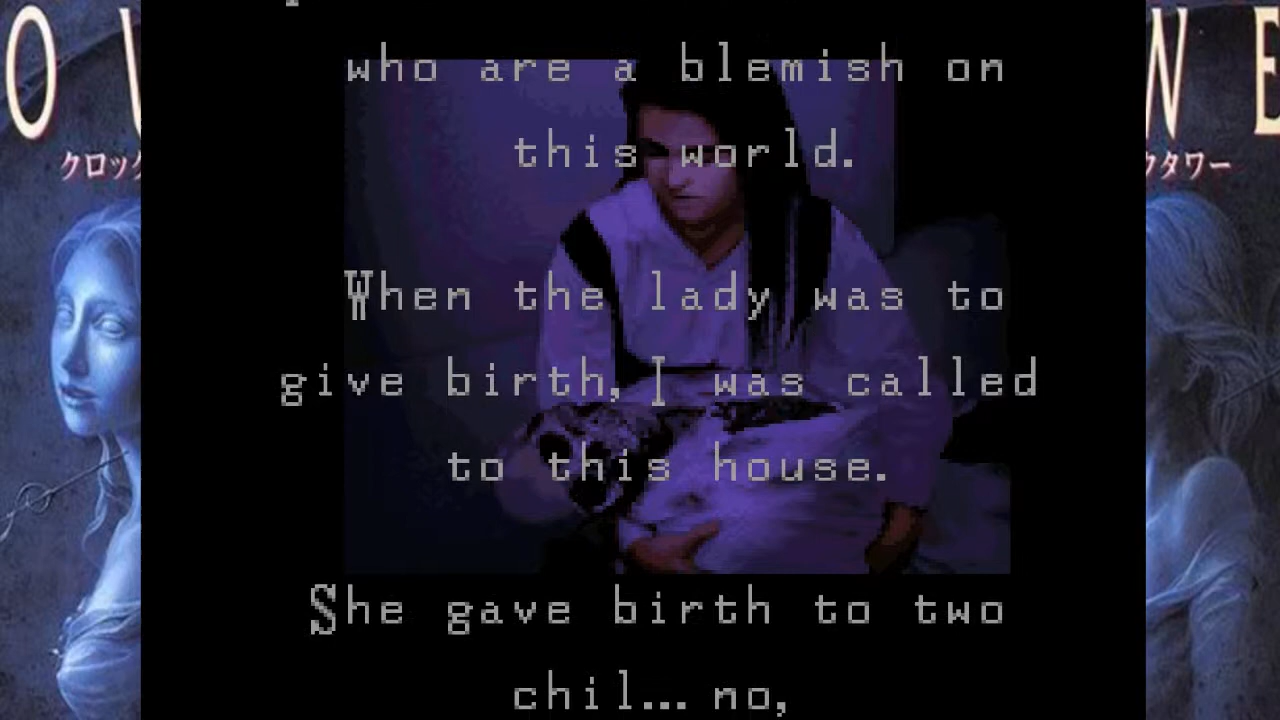 who are a blemish on
this world.
When the lady was to
give birth, I was called
to this house.
She gave birth to two
chil... no,
O
W E
クロック
クタワー